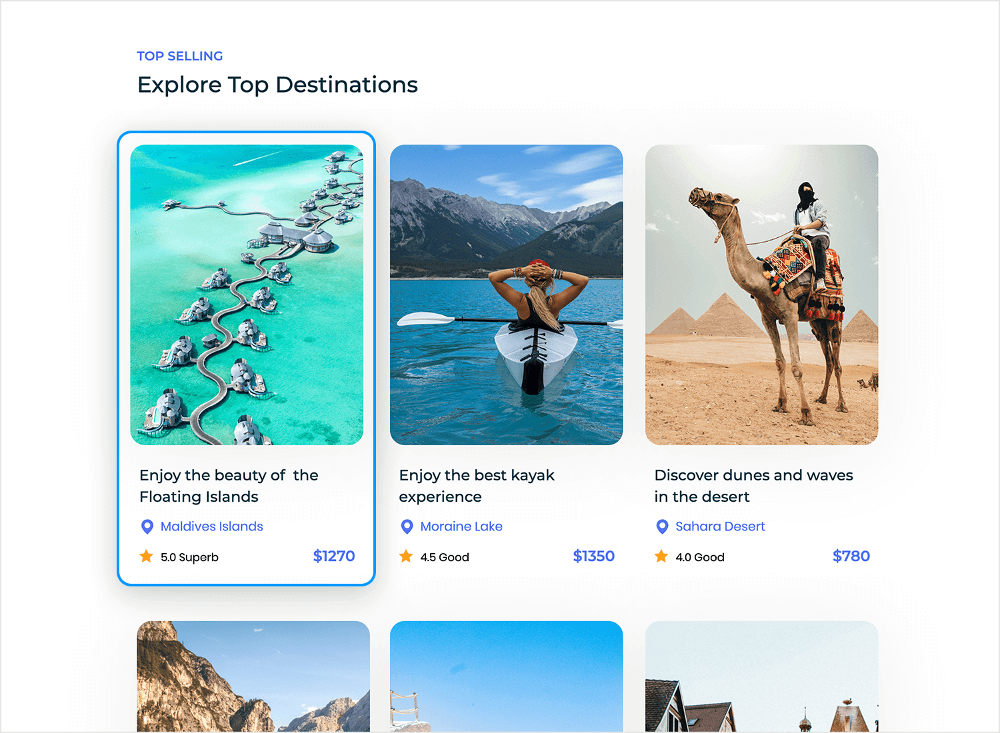 TOP SELLING
Explore Top Destinations
Enjoy the beauty of  the
Floating Islands
Maldives Islands
5.0 Superb
$1270
Enjoy the best kayak
experience
Moraine Lake
4.5 Good
$1350
Discover dunes and waves
in the desert
Sahara Desert
4.0 Good
$780